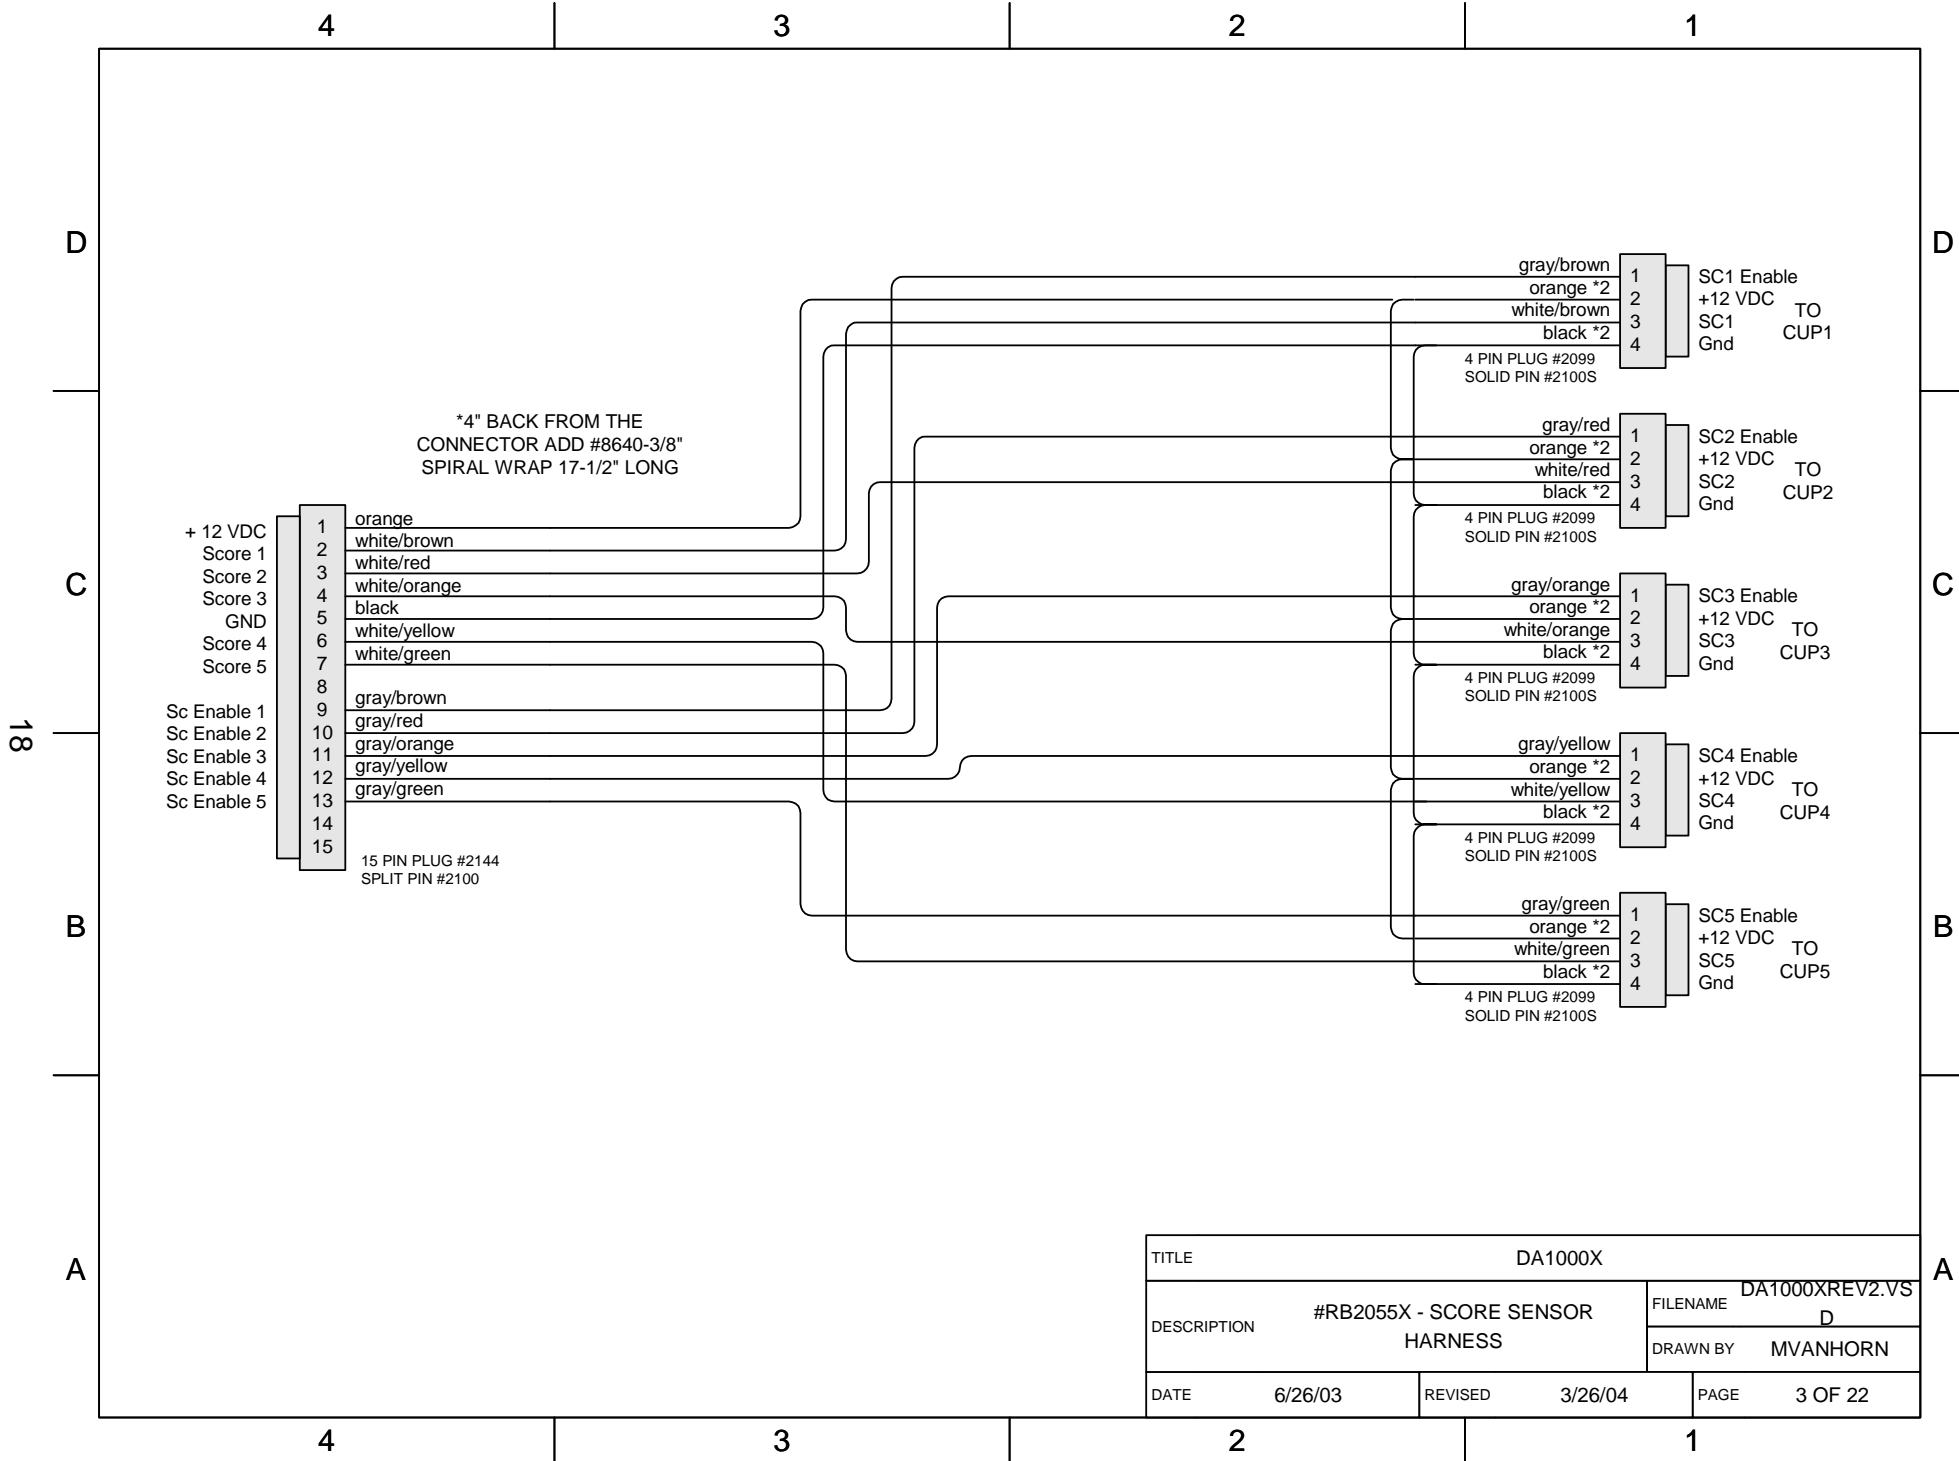 4 3 2 1
D D
gray/brown 1 SC1 Enable
orange *2 2 +12 VDC
white/brown 3 SC1
black *2 4 Gnd
TO
CUP1
4 PIN PLUG #2099
SOLID PIN #2100S
*4" BACK FROM THE
CONNECTOR ADD #8640-3/8"
SPIRAL WRAP 17-1/2" LONG
gray/red 1 SC2 Enable
orange *2 2 +12 VDC
white/red 3 SC2
black *2 4 Gnd
TO
CUP2
4 PIN PLUG #2099
SOLID PIN #2100S
+ 12 VDC 1 orange
Score 1 2 white/brown
Score 2 3 white/red
Score 3 4 white/orange
GND 5 black
Score 4 6 white/yellow
Score 5 7 white/green
8
Sc Enable 1 9 gray/brown
Sc Enable 2 10 gray/red
Sc Enable 3 11 gray/orange
Sc Enable 4 12 gray/yellow
Sc Enable 5 13 gray/green
14
15
15 PIN PLUG #2144
SPLIT PIN #2100
C C
gray/orange 1 SC3 Enable
orange *2 2 +12 VDC
white/orange 3 SC3
black *2 4 Gnd
TO
CUP3
4 PIN PLUG #2099
SOLID PIN #2100S
18
gray/yellow 1 SC4 Enable
orange *2 2 +12 VDC
white/yellow 3 SC4
black *2 4 Gnd
TO
CUP4
4 PIN PLUG #2099
SOLID PIN #2100S
B B
gray/green 1 SC5 Enable
orange *2 2 +12 VDC
white/green 3 SC5
black *2 4 Gnd
TO
CUP5
4 PIN PLUG #2099
SOLID PIN #2100S
A A
TITLE DA1000X
DESCRIPTION #RB2055X - SCORE SENSOR
HARNESS
FILENAME DA1000XREV2.VS
D
DRAWN BY MVANHORN
DATE 6/26/03 REVISED 3/26/04 PAGE 3 OF 22
4 3 2 1